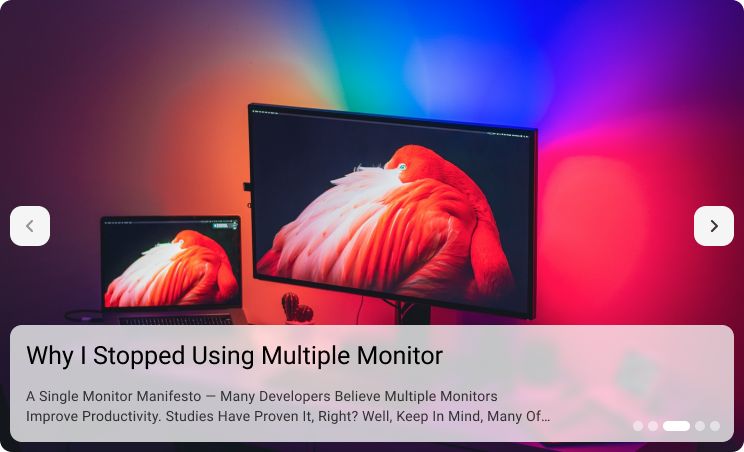 Why I Stopped Using Multiple Monitor
A Single Monitor Manifesto — Many Developers Believe Multiple Monitors
Improve Productivity. Studies Have Proven It, Right? Well, Keep In Mind, Many Of…